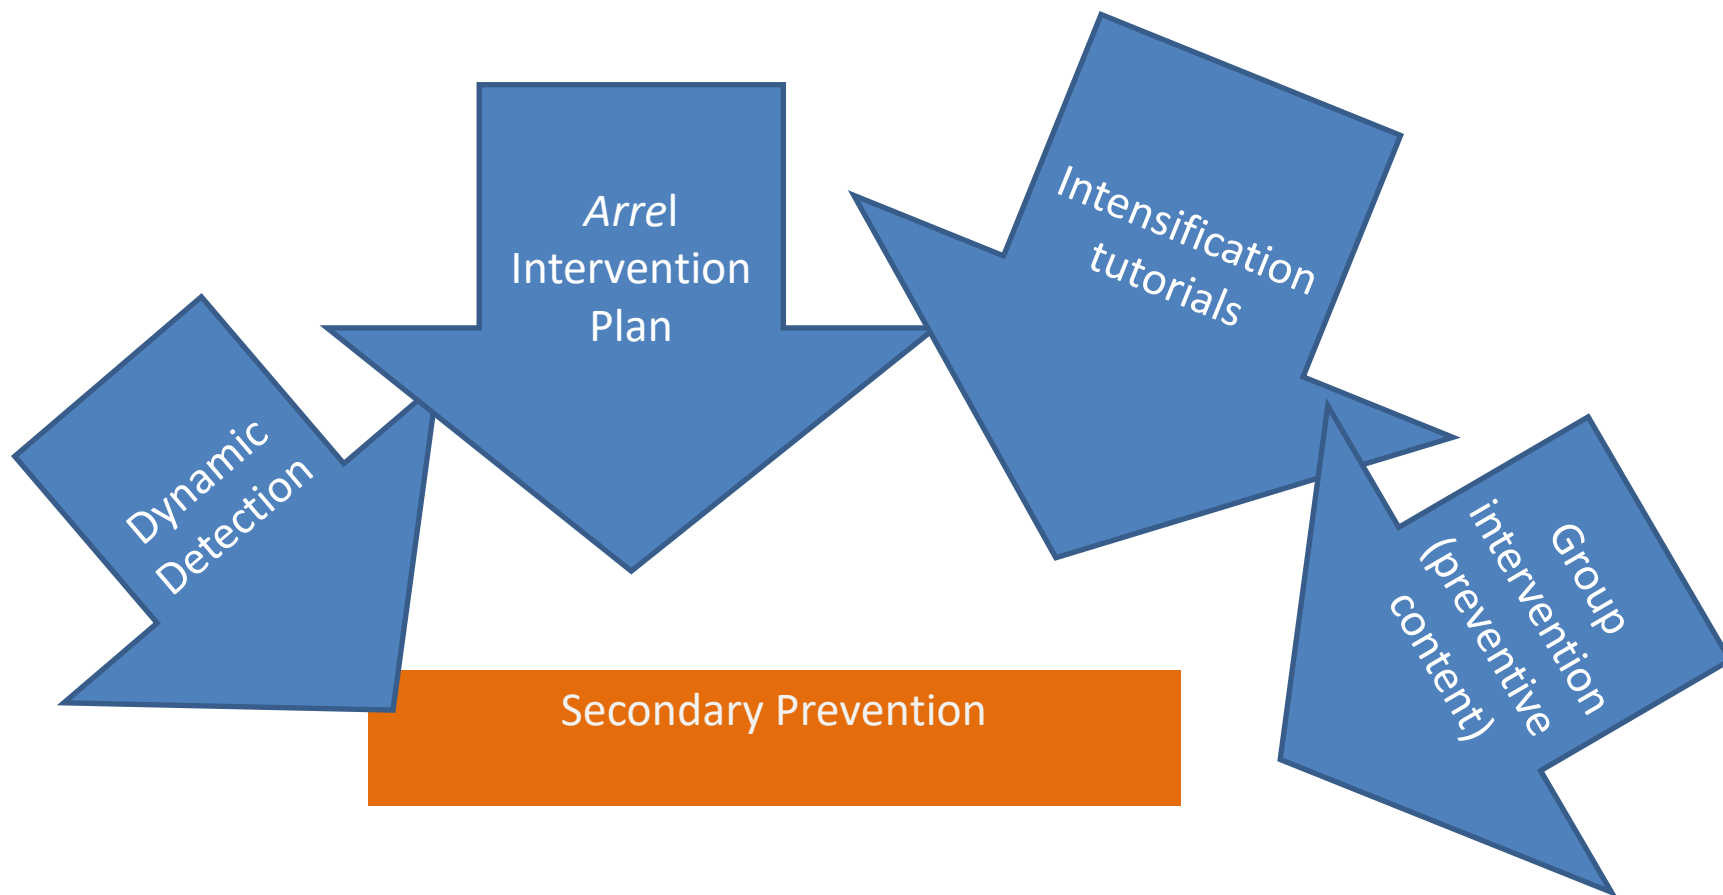 Dynamic
Detection
Arrel
Intervention
Plan
Intensification
tutorials
Group
intervention
(preventive
content)
Secondary Prevention